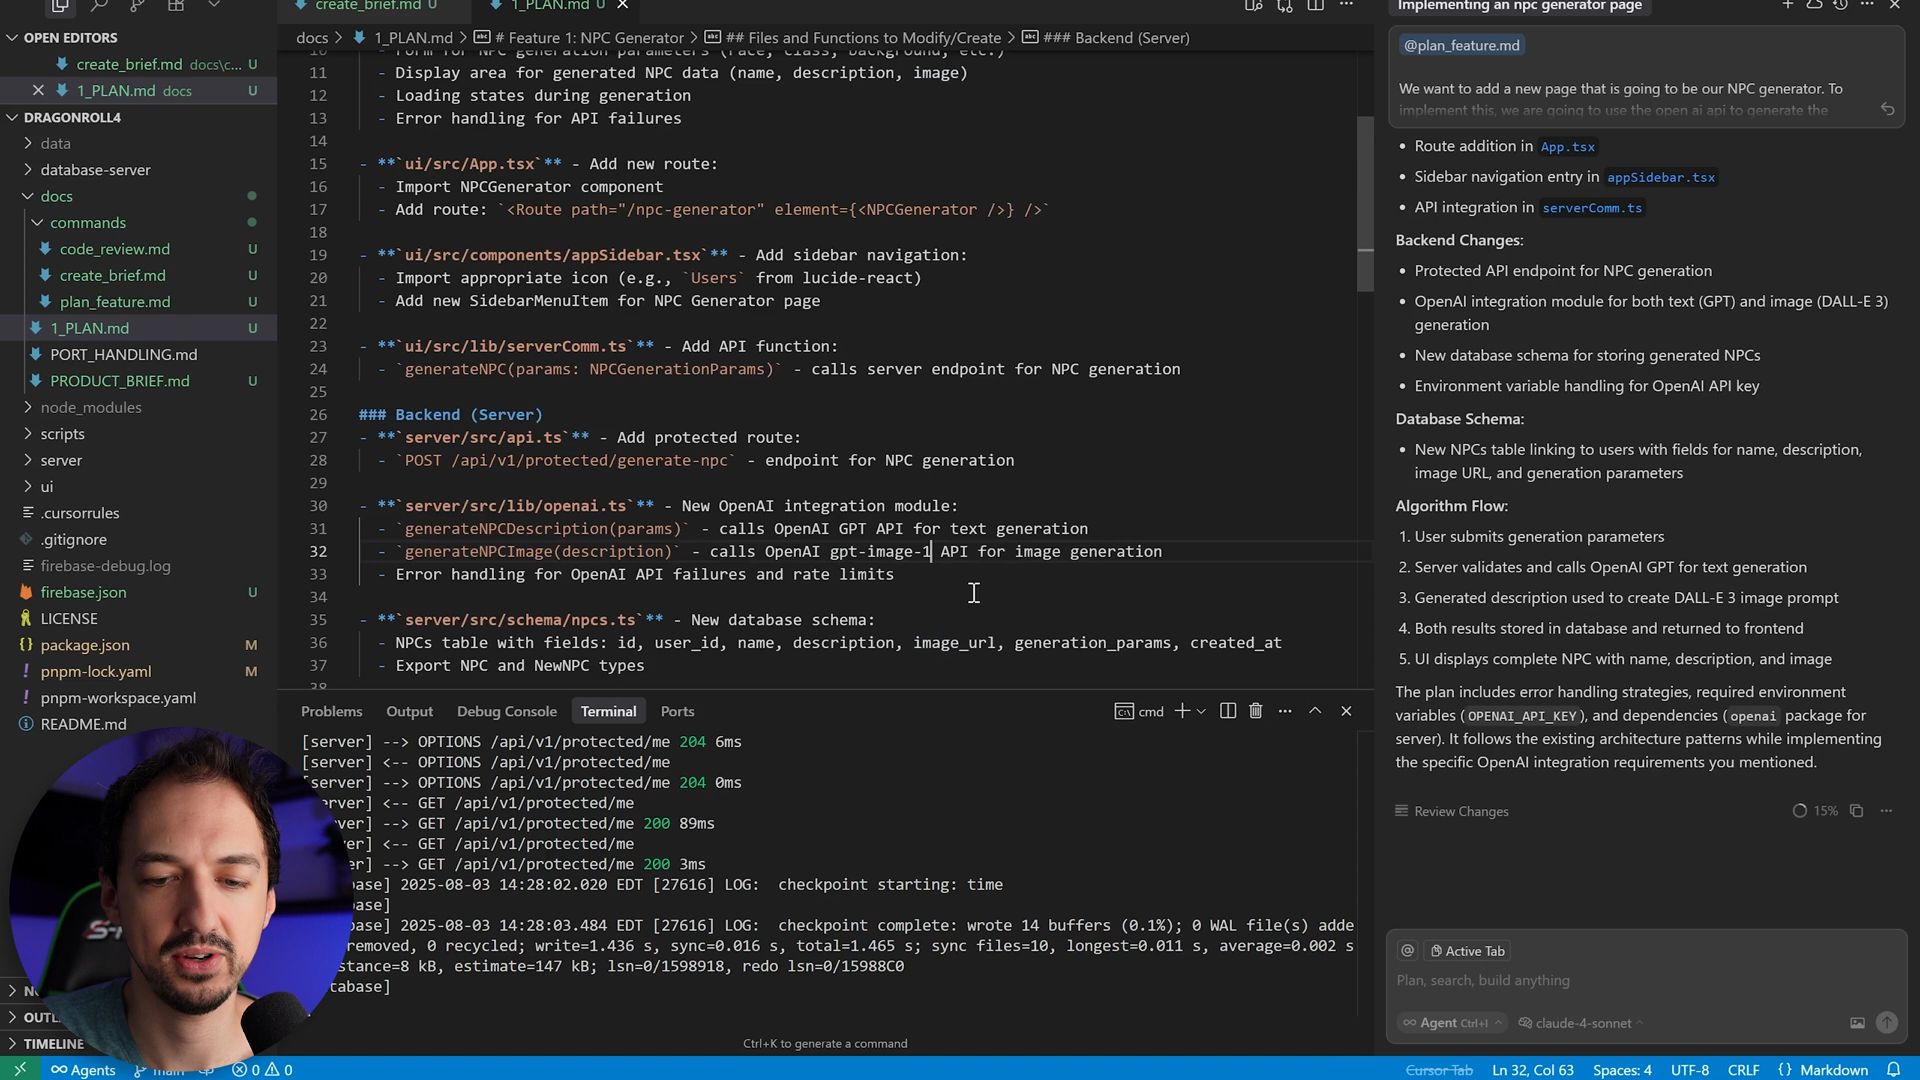 OPEN EDITORS
create_brief.md docs\c... U
1_PLAN.md docs U
DRAGONROLL4
data
database-server
docs
commands
code_review.md U
create_brief.md U
plan_feature.md U
1_PLAN.md U
PORT_HANDLING.md
PRODUCT_BRIEF.md U
node_modules
scripts
server
ui
.cursorrules
.gitignore
firebase-debug.log
firebase.json U
LICENSE
package.json M
pnpm-lock.yaml M
pnpm-workspace.yaml
README.md
TIMELINE
create_brief.md U
1_PLAN.md U
docs > 1_PLAN.md > # Feature 1: NPC Generator > ## Files and Functions to Modify/Create > ### Backend (Server)
10 - Form for NPC generation parameters (race, class, background, etc.)
11 - Display area for generated NPC data (name, description, image)
12 - Loading states during generation
13 - Error handling for API failures
14
15 - **`ui/src/App.tsx`** - Add new route:
16 - Import NPCGenerator component
17 - Add route: `<Route path="/npc-generator" element={<NPCGenerator />} />`
18
19 - **`ui/src/components/appSidebar.tsx`** - Add sidebar navigation:
20 - Import appropriate icon (e.g., `Users` from lucide-react)
21 - Add new SidebarMenuItem for NPC Generator page
22
23 - **`ui/src/lib/serverComm.ts`** - Add API function:
24 - `generateNPC(params: NPCGenerationParams)` - calls server endpoint for NPC generation
25
26 ### Backend (Server)
27 - **`server/src/api.ts`** - Add protected route:
28 - `POST /api/v1/protected/generate-npc` - endpoint for NPC generation
29
30 - **`server/src/lib/openai.ts`** - New OpenAI integration module:
31 - `generateNPCDescription(params)` - calls OpenAI GPT API for text generation
32 - `generateNPCImage(description)` - calls OpenAI gpt-image-1 API for image generation
33 - Error handling for OpenAI API failures and rate limits
34
35 - **`server/src/schema/npcs.ts`** - New database schema:
36 - NPCs table with fields: id, user_id, name, description, image_url, generation_params, created_at
37 - Export NPC and NewNPC types
38
Problems Output Debug Console Terminal Ports
cmd
[server] --> OPTIONS /api/v1/protected/me 204 6ms
[server] <-- OPTIONS /api/v1/protected/me
[server] --> OPTIONS /api/v1/protected/me 204 0ms
erver] <-- GET /api/v1/protected/me
ver] --> GET /api/v1/protected/me 200 89ms
er] <-- GET /api/v1/protected/me
er] --> GET /api/v1/protected/me 200 3ms
base] 2025-08-03 14:28:02.020 EDT [27616] LOG: checkpoint starting: time
base]
base] 2025-08-03 14:28:03.484 EDT [27616] LOG: checkpoint complete: wrote 14 buffers (0.1%); 0 WAL file(s) adde
removed, 0 recycled; write=1.436 s, sync=0.016 s, total=1.465 s; sync files=10, longest=0.011 s, average=0.002 s
stance=8 kB, estimate=147 kB; lsn=0/1598918, redo lsn=0/15988C0
tabase]
Ctrl+K to generate a command
Implementing an npc generator page
@plan_feature.md
We want to add a new page that is going to be our NPC generator. To
implement this, we are going to use the open ai api to generate the
• Route addition in App.tsx
• Sidebar navigation entry in appSidebar.tsx
• API integration in serverComm.ts
Backend Changes:
• Protected API endpoint for NPC generation
• OpenAI integration module for both text (GPT) and image (DALL-E 3)
generation
• New database schema for storing generated NPCs
• Environment variable handling for OpenAI API key
Database Schema:
• New NPCs table linking to users with fields for name, description,
image URL, and generation parameters
Algorithm Flow:
1. User submits generation parameters
2. Server validates and calls OpenAI GPT for text generation
3. Generated description used to create DALL-E 3 image prompt
4. Both results stored in database and returned to frontend
5. UI displays complete NPC with name, description, and image
The plan includes error handling strategies, required environment
variables (OPENAI_API_KEY), and dependencies (openai package for
server). It follows the existing architecture patterns while implementing
the specific OpenAI integration requirements you mentioned.
Review Changes 15%
@ Active Tab
Plan, search, build anything
Agent Ctrl+I claude-4-sonnet
Agents main 0 0 Cursor Tab Ln 32, Col 63 Spaces: 4 UTF-8 CRLF {} Markdown